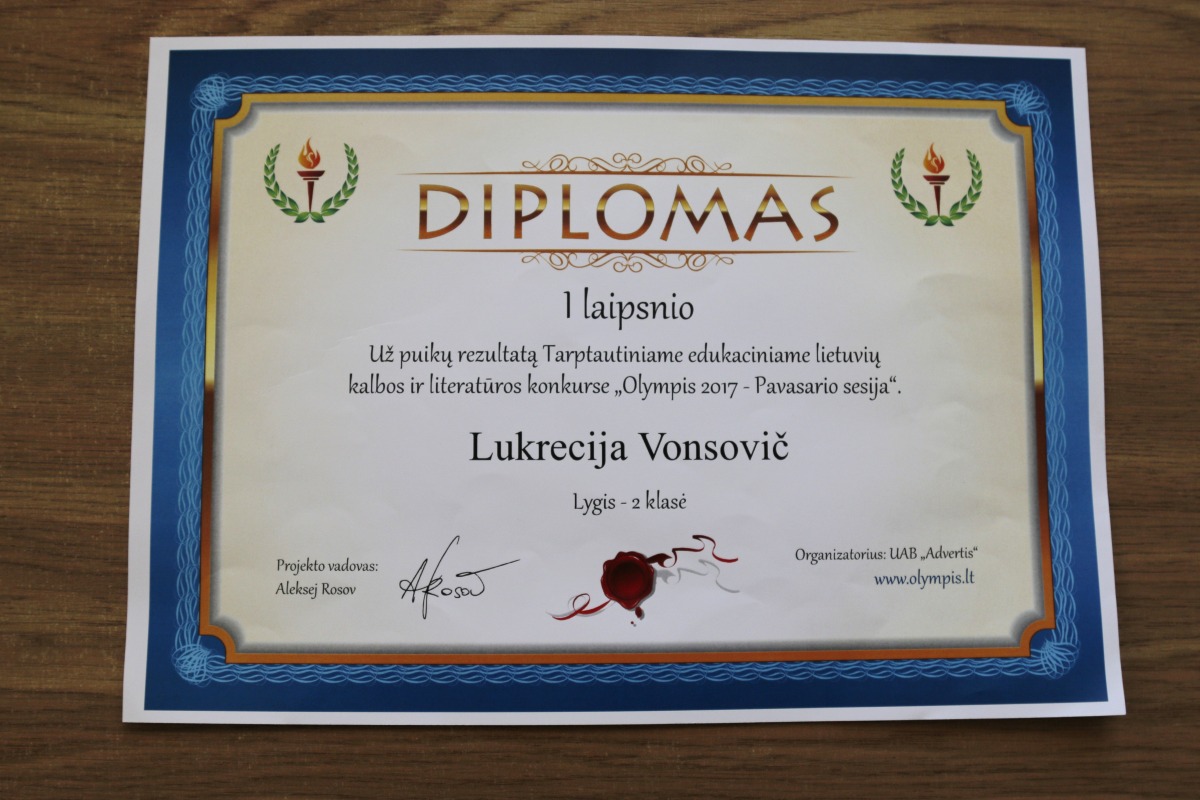 DIPLOMAS
I laipsnio
Už puikų rezultatą Tarptautiniame edukaciniame lietuvių
kalbos ir literatūros konkurse „Olympis 2017 - Pavasario sesija“.
Lukrecija Vonsovič
Lygis - 2 klasė
Projekto vadovas:
Aleksej Rosov
ARosov
Organizatorius: UAB „Advertis“
www.olympis.lt